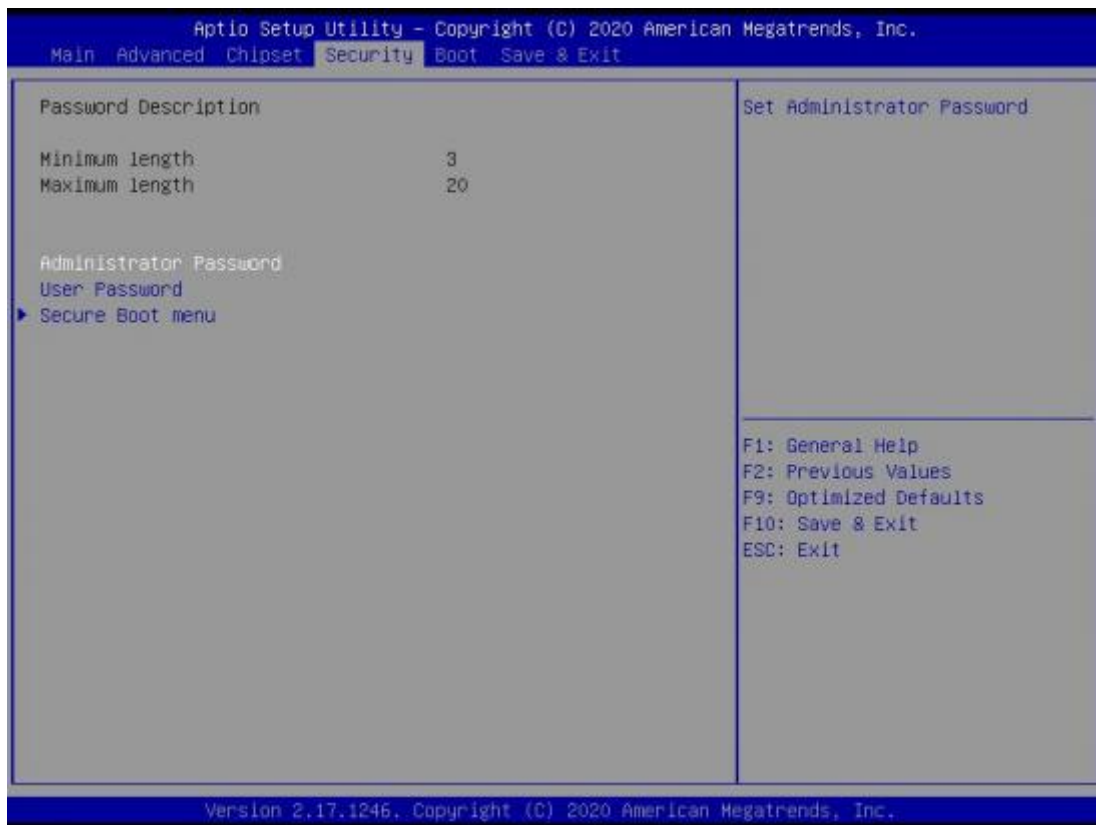 Aptio Setup Utility – Copyright (C) 2020 American Megatrends, Inc.
Main Advanced Chipset Security Boot Save & Exit
Password Description
Minimum length 3
Maximum length 20
Administrator Password
User Password
Secure Boot menu
Set Administrator Password
F1: General Help
F2: Previous Values
F9: Optimized Defaults
F10: Save & Exit
ESC: Exit
Version 2.17.1246. Copyright (C) 2020 American Megatrends, Inc.